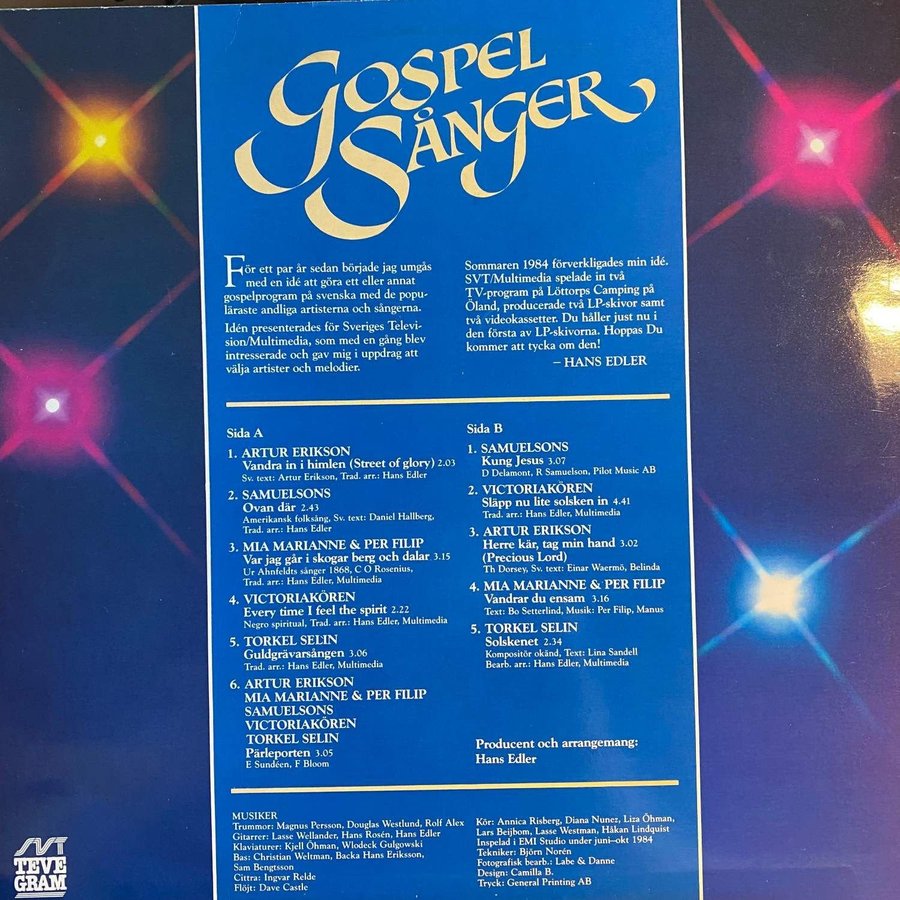 GOSPEL
SÅNGER
För ett par år sedan började jag umgås
med en idé att göra ett eller annat
gospelprogram på svenska med de popu-
läraste andliga artisterna och sångerna.
Idén presenterades för Sveriges Televi-
sion/Multimedia, som med en gång blev
intresserade och gav mig i uppdrag att
välja artister och melodier.
Sommaren 1984 förverkligades min idé.
SVT/Multimedia spelade in två
TV-program på Löttorps Camping på
Öland, producerade två LP-skivor samt
två videokassetter. Du håller just nu i
den första av LP-skivorna. Hoppas Du
kommer att tycka om den!
– HANS EDLER
Sida A
1. ARTUR ERIKSON
Vandra in i himlen (Street of glory) 2.03
Sv. text: Artur Erikson, Trad. arr.: Hans Edler
2. SAMUELSONS
Ovan där 2.43
Amerikansk folksång, Sv. text: Daniel Hallberg,
Trad. arr.: Hans Edler
3. MIA MARIANNE & PER FILIP
Var jag går i skogar berg och dalar 3.15
Ur Ahnfeldts sånger 1868, C O Rosenius,
Trad. arr.: Hans Edler, Multimedia
4. VICTORIAKÖREN
Every time I feel the spirit 2.22
Negro spiritual, Trad. arr.: Hans Edler, Multimedia
5. TORKEL SELIN
Guldgrävarsången 3.06
Trad. arr.: Hans Edler, Multimedia
6. ARTUR ERIKSON
MIA MARIANNE & PER FILIP
SAMUELSONS
VICTORIAKÖREN
TORKEL SELIN
Pärleporten 3.05
E Sundéen, F Bloom
Sida B
1. SAMUELSONS
Kung Jesus 3.07
D Delamont, R Samuelson, Pilot Music AB
2. VICTORIAKÖREN
Släpp nu lite solsken in 4.41
Trad. arr.: Hans Edler, Multimedia
3. ARTUR ERIKSON
Herre kär, tag min hand 3.02
(Precious Lord)
Th Dorsey, Sv. text: Einar Waermö, Belinda
4. MIA MARIANNE & PER FILIP
Vandrar du ensam 3.16
Text: Bo Setterlind, Musik: Per Filip, Manus
5. TORKEL SELIN
Solskenet 2.34
Kompositör okänd, Text: Lina Sandell
Bearb. arr.: Hans Edler, Multimedia
Producent och arrangemang:
Hans Edler
MUSIKER
Trummor: Magnus Persson, Douglas Westlund, Rolf Alex
Gitarrer: Lasse Wellander, Hans Rosén, Hans Edler
Klaviaturer: Kjell Öhman, Wlodeck Gulgowski
Bas: Christian Weltman, Backa Hans Eriksson,
Sam Bengtsson
Cittra: Ingvar Relde
Flöjt: Dave Castle
Kör: Annica Risberg, Diana Nunez, Liza Öhman,
Lars Beijbom, Lasse Westman, Håkan Lindquist
Inspelad i EMI Studio under juni–okt 1984
Tekniker: Björn Norén
Fotografisk bearb.: Labe & Danne
Design: Camilla B.
Tryck: General Printing AB
SVT
TEVE
GRAM